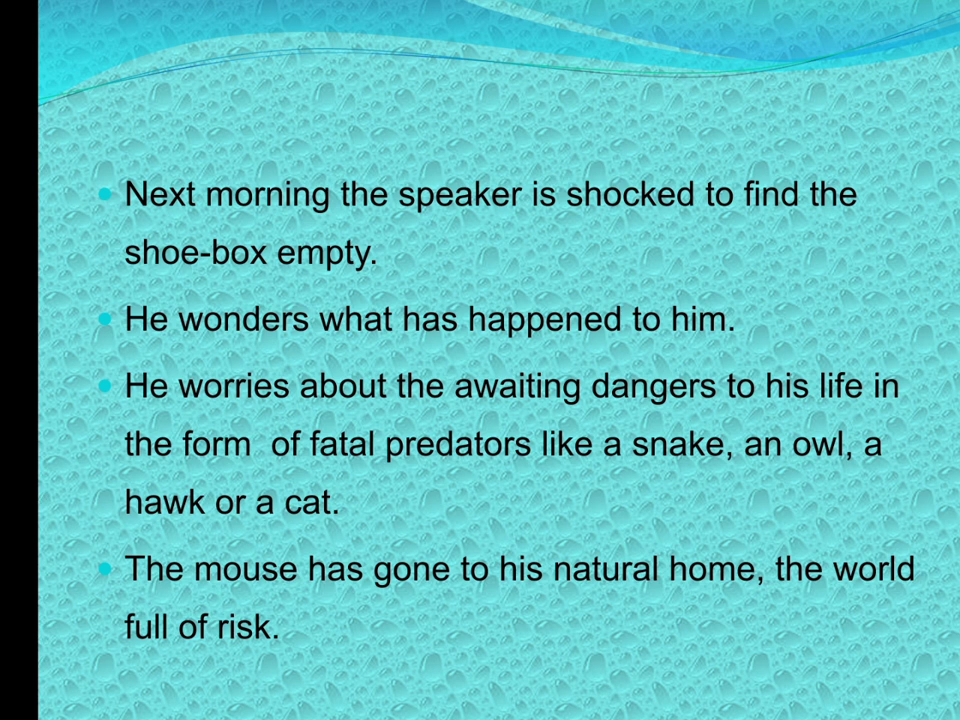 Next morning the speaker is shocked to find the
shoe-box empty.
He wonders what has happened to him.
He worries about the awaiting dangers to his life in
the form  of fatal predators like a snake, an owl, a
hawk or a cat.
The mouse has gone to his natural home, the world
full of risk.